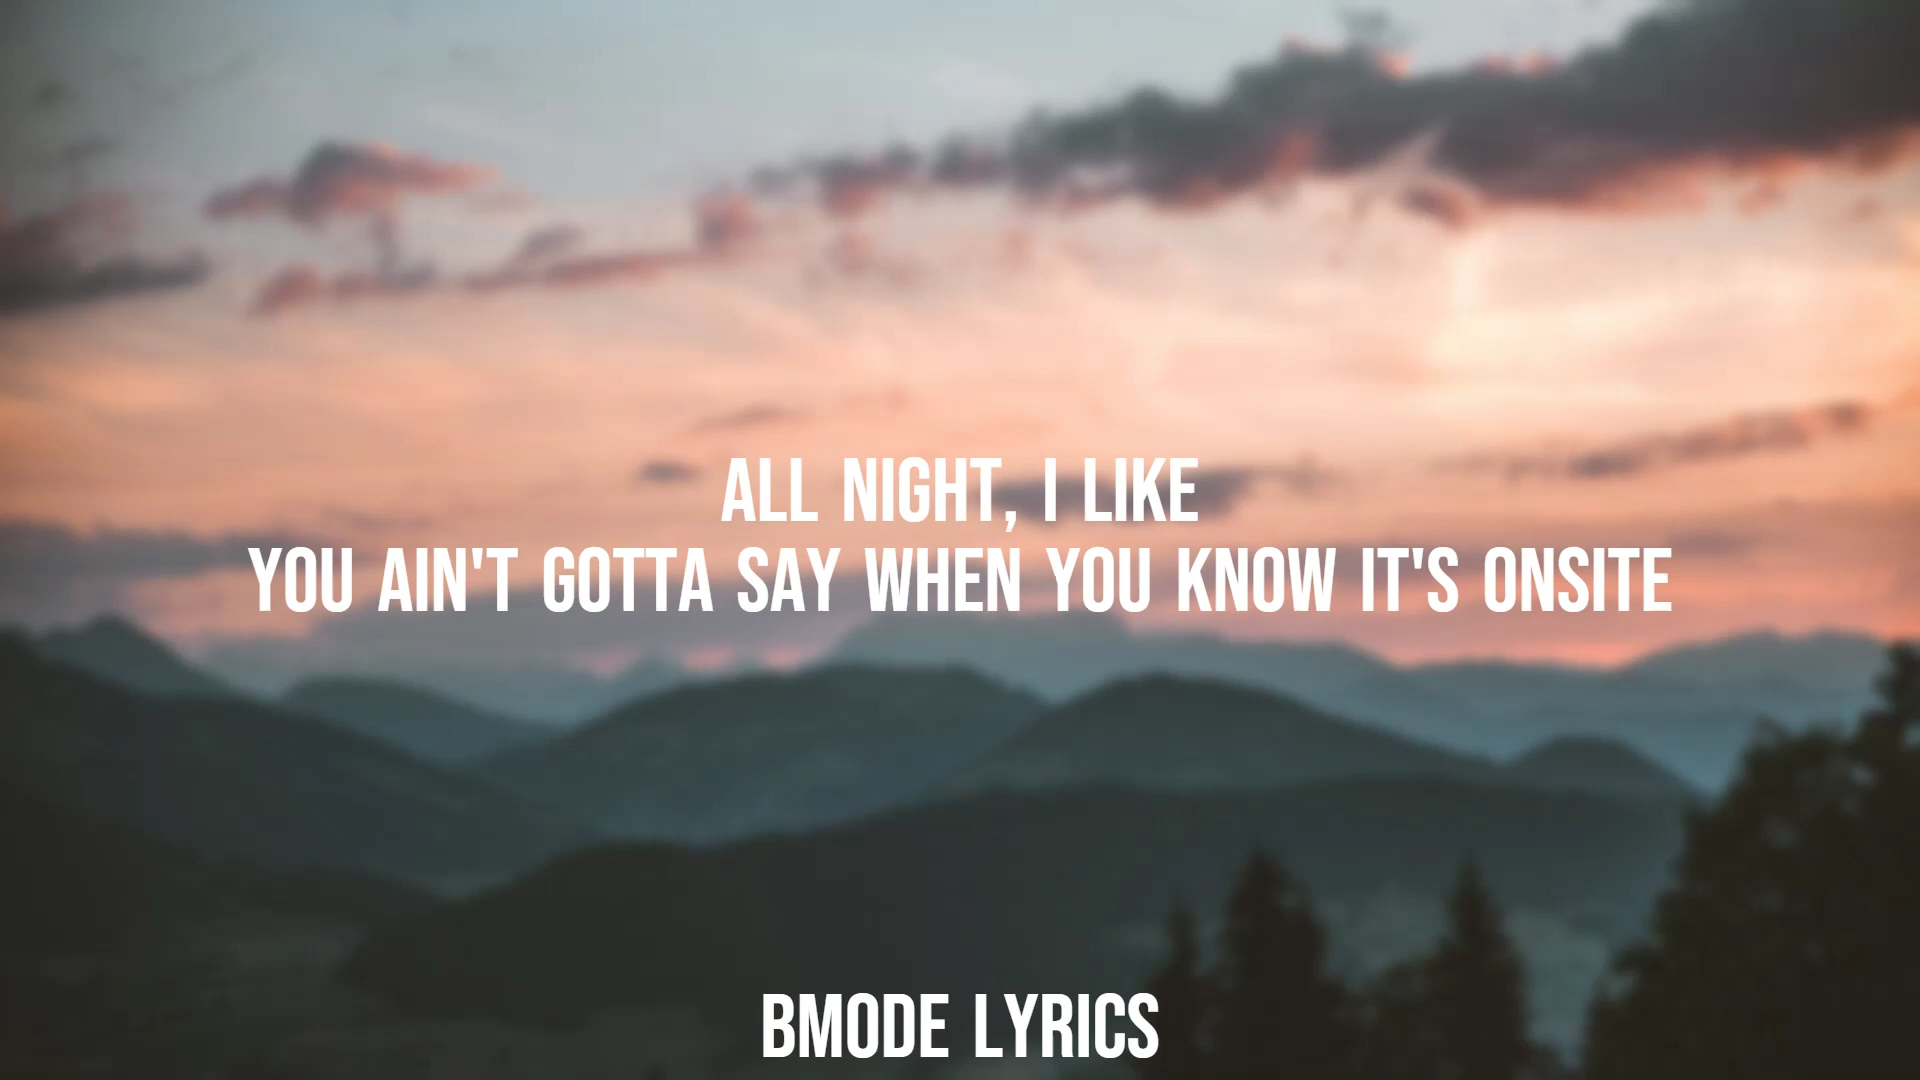 ALL NIGHT, I LIKE
YOU AIN'T GOTTA SAY WHEN YOU KNOW IT'S ONSITE
BMODE LYRICS